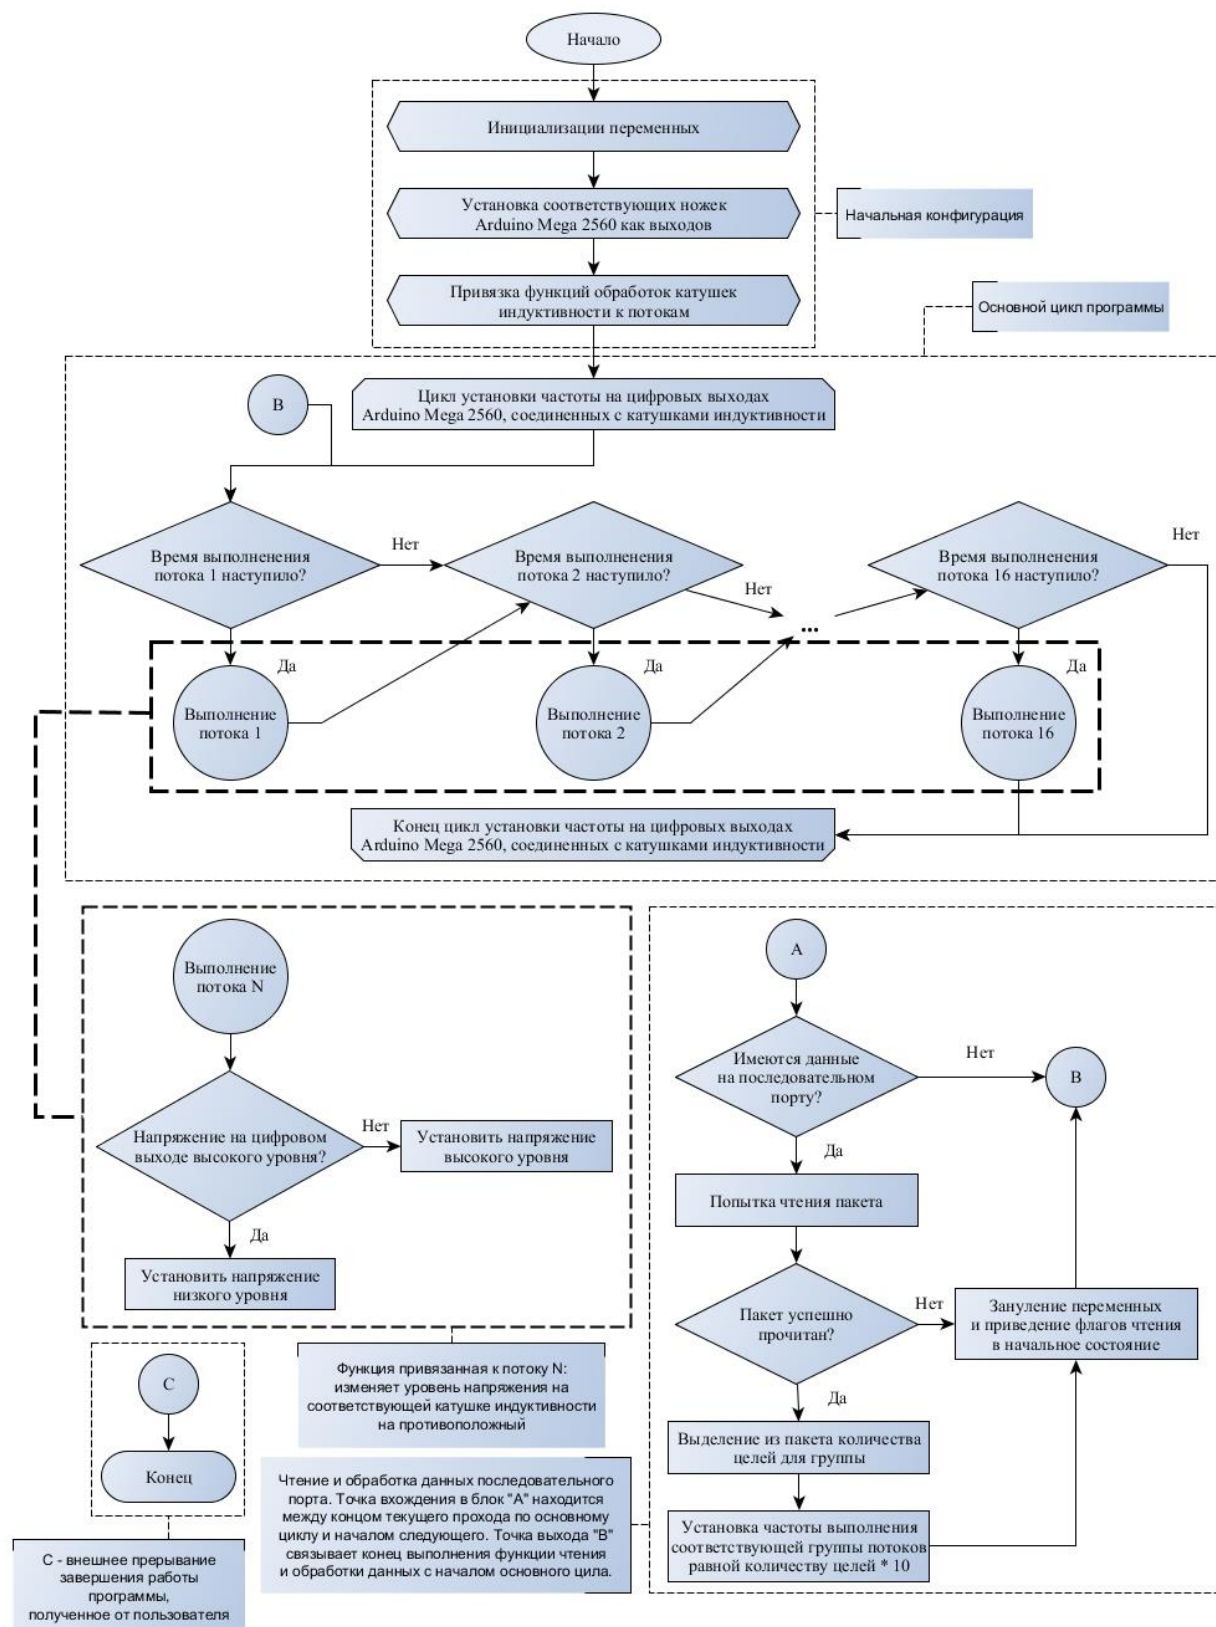 Начало
Инициализации переменных
Установка соответствующих ножек
Arduino Mega 2560 как выходов
Начальная конфигурация
Привязка функций обработок катушек
индуктивности к потокам
Основной цикл программы
B
Цикл установки частоты на цифровых выходах
Arduino Mega 2560, соединенных с катушками индуктивности
Время выполненения
потока 1 наступило?
Нет
Время выполненения
потока 2 наступило?
Нет
...
Время выполненения
потока 16 наступило?
Нет
Да
Да
Да
Выполнение
потока 1
Выполнение
потока 2
Выполнение
потока 16
Конец цикл установки частоты на цифровых выходах
Arduino Mega 2560, соединенных с катушками индуктивности
Выполнение
потока N
Напряжение на цифровом
выходе высокого уровня?
Нет
Установить напряжение
высокого уровня
Да
Установить напряжение
низкого уровня
Функция привязанная к потоку N:
изменяет уровень напряжения на
соответствующей катушке индуктивности
на противоположный
C
Конец
C - внешнее прерывание
завершения работы
программы,
полученное от пользователя
Чтение и обработка данных последовательного
порта. Точка вхождения в блок "А" находится
между концом текущего прохода по основному
циклу и началом следующего. Точка выхода "В"
связывает конец выполнения функции чтения
и обработки данных с началом основного цила.
A
Имеются данные
на последовательном
порту?
Нет
B
Да
Попытка чтения пакета
Пакет успешно
прочитан?
Нет
Зануление переменных
и приведение флагов чтения
в начальное состояние
Да
Выделение из пакета количества
целей для группы
Установка частоты выполнения
соответствующей группы потоков
равной количеству целей * 10